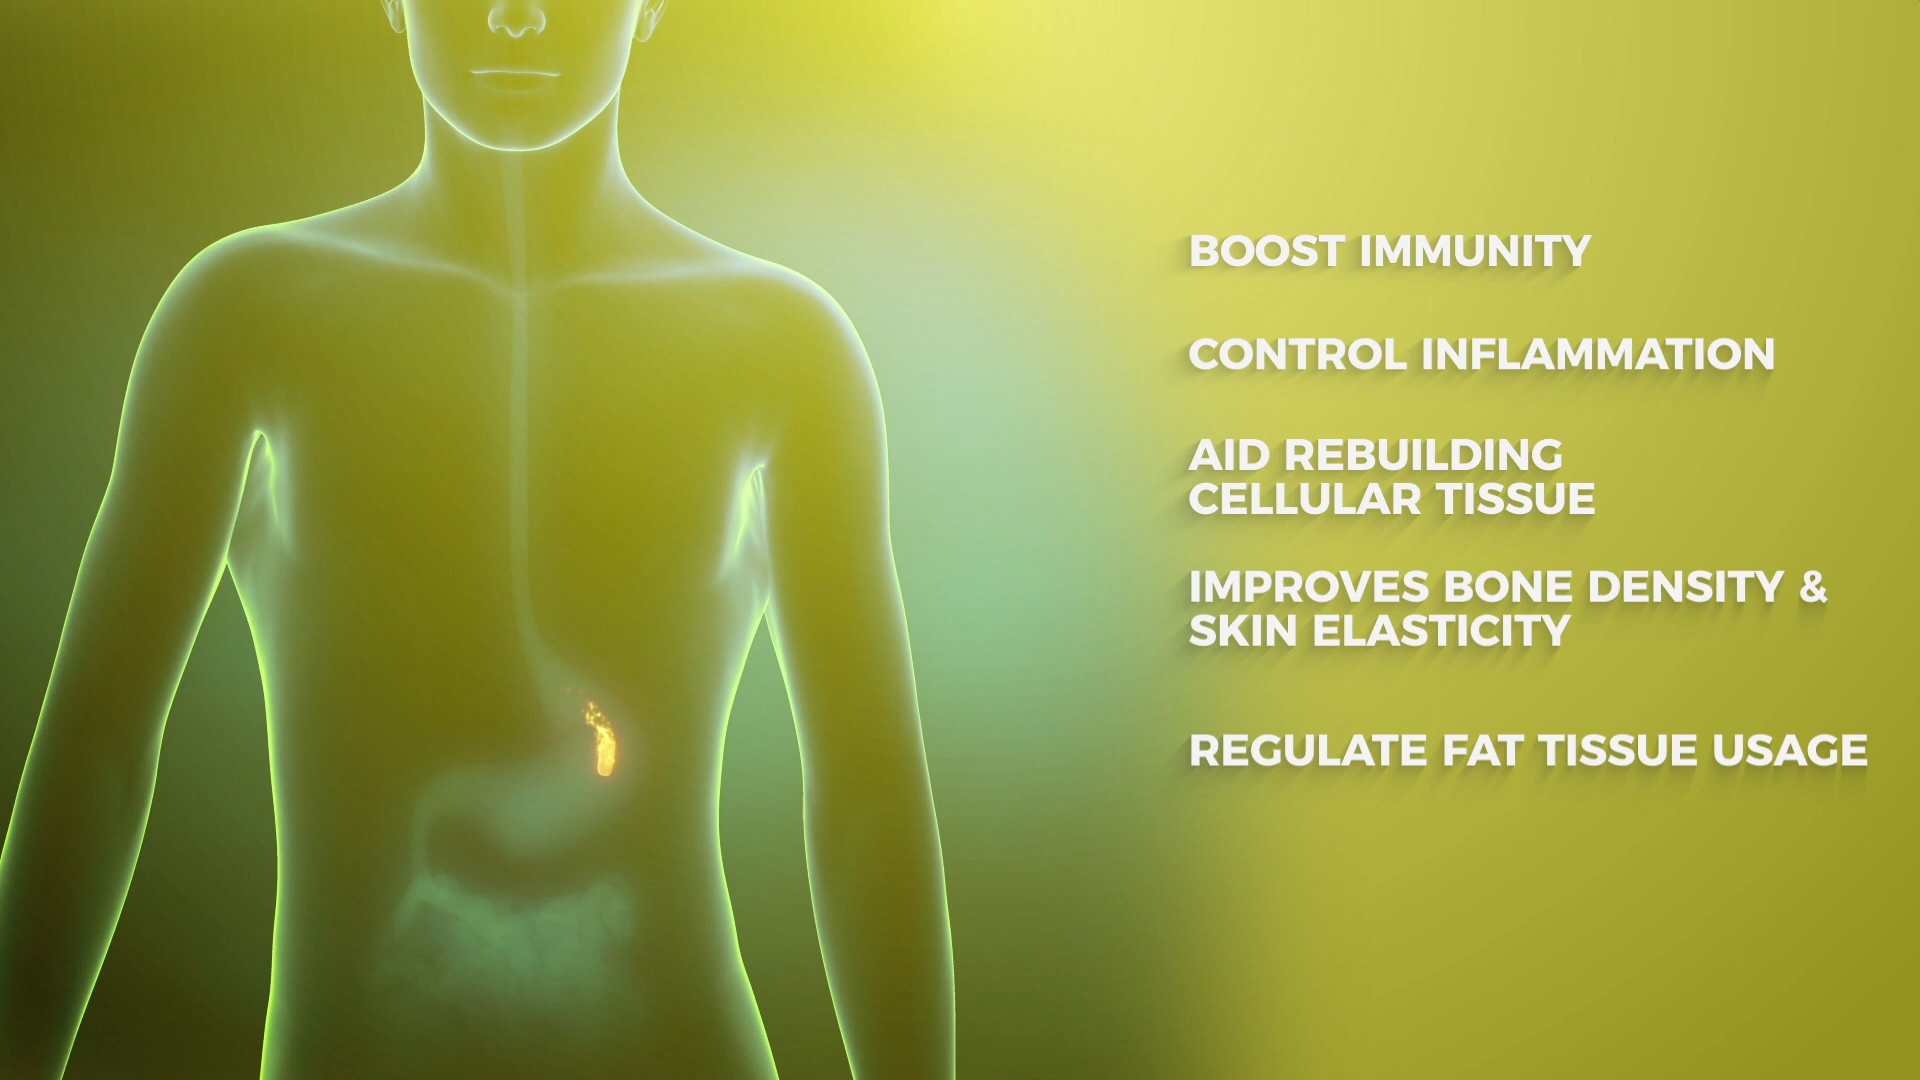 BOOST IMMUNITY
CONTROL INFLAMMATION
AID REBUILDING
CELLULAR TISSUE
IMPROVES BONE DENSITY &
SKIN ELASTICITY
REGULATE FAT TISSUE USAGE